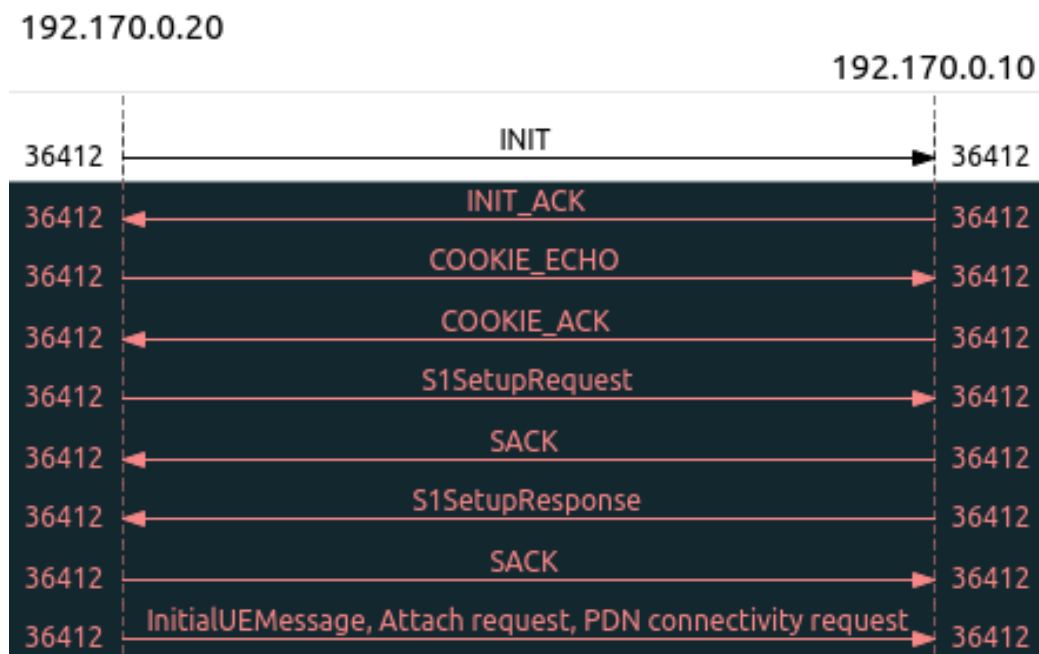 192.170.0.20
192.170.0.10
INIT
36412 36412
INIT_ACK
36412 36412
COOKIE_ECHO
36412 36412
COOKIE_ACK
36412 36412
S1SetupRequest
36412 36412
SACK
36412 36412
S1SetupResponse
36412 36412
SACK
36412 36412
InitialUEMessage, Attach request, PDN connectivity request
36412 36412